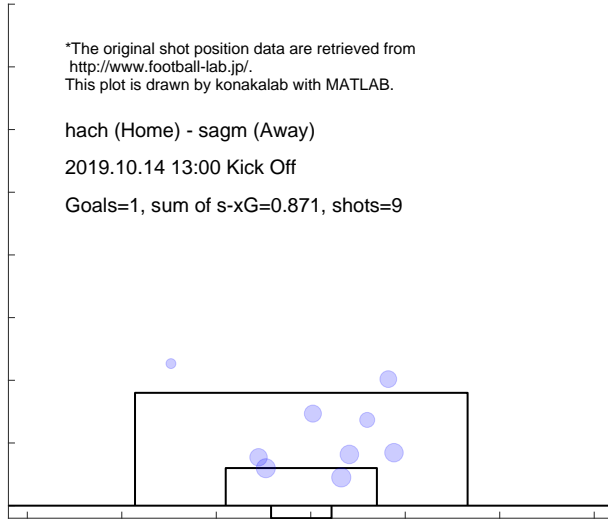 *The original shot position data are retrieved from
http://www.football-lab.jp/.
This plot is drawn by konakalab with MATLAB.
hach (Home) - sagm (Away)
2019.10.14 13:00 Kick Off
Goals=1, sum of s-xG=0.871, shots=9